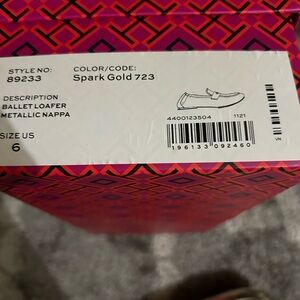 STYLE NO:
89233
COLOR/CODE:
Spark Gold 723
DESCRIPTION
BALLET LOAFER
METALLIC NAPPA
SIZE US
6
4400123504
1121
196133092460